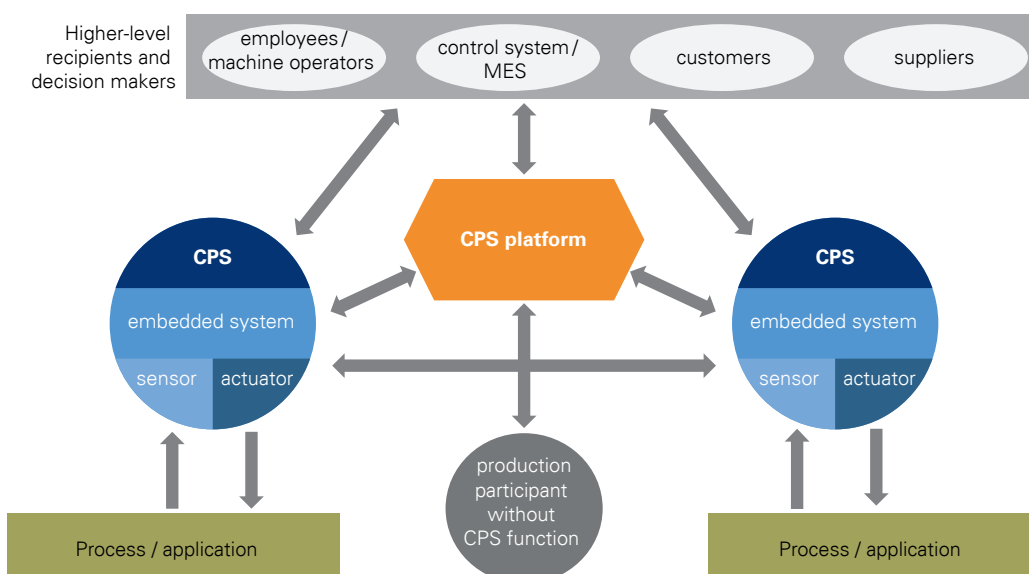 Higher-level
recipients and
decision makers
employees/
machine operators
control system/
MES
customers
suppliers
CPS platform
CPS
embedded system
sensor
actuator
CPS
embedded system
sensor
actuator
production
participant
without
CPS function
Process / application
Process / application